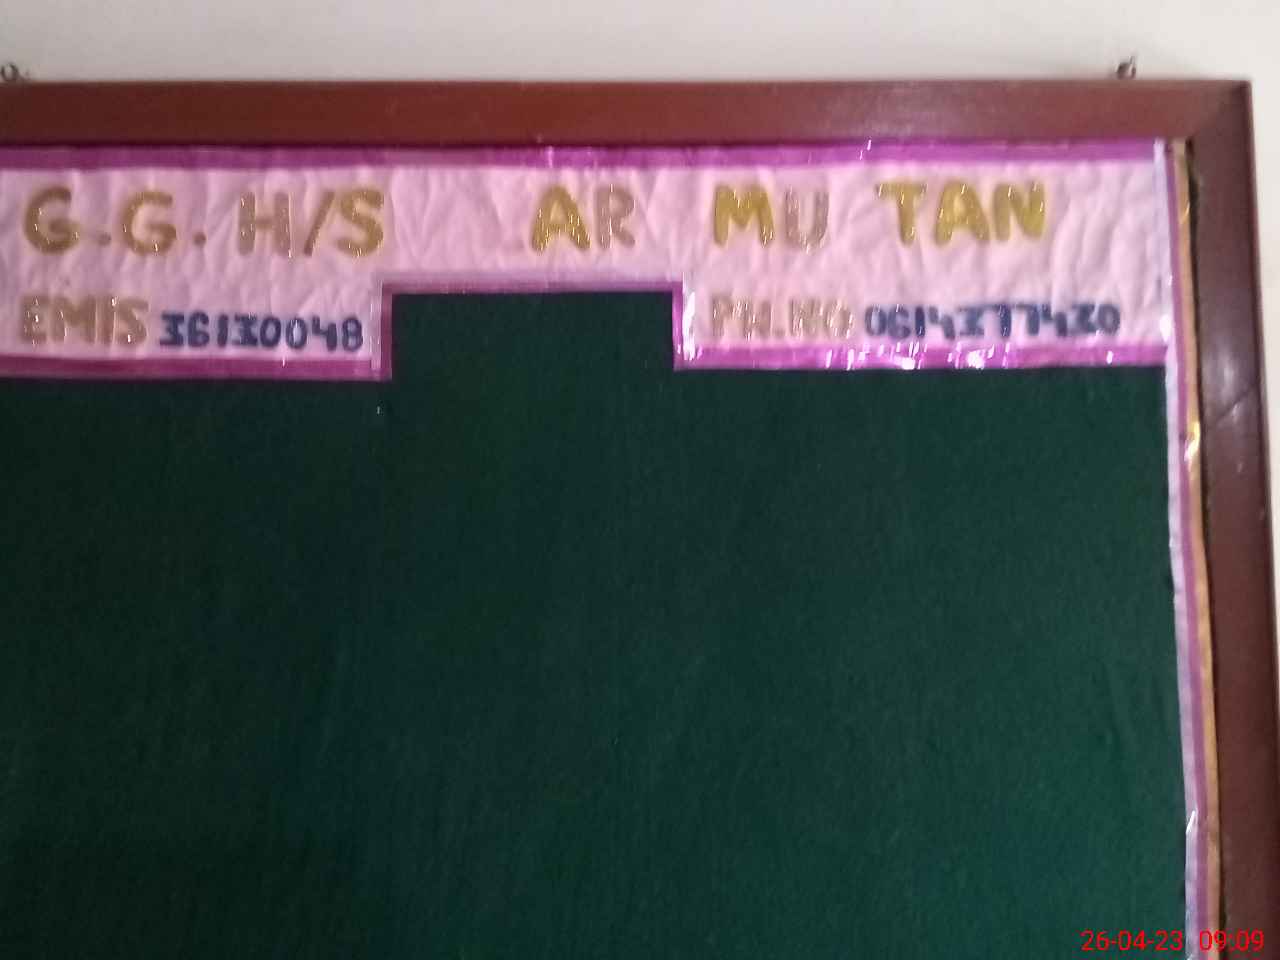 G.G. H/S AR MU TAN
EMIS 36130048 PH.NO 0614377430
26-04-23 09:09